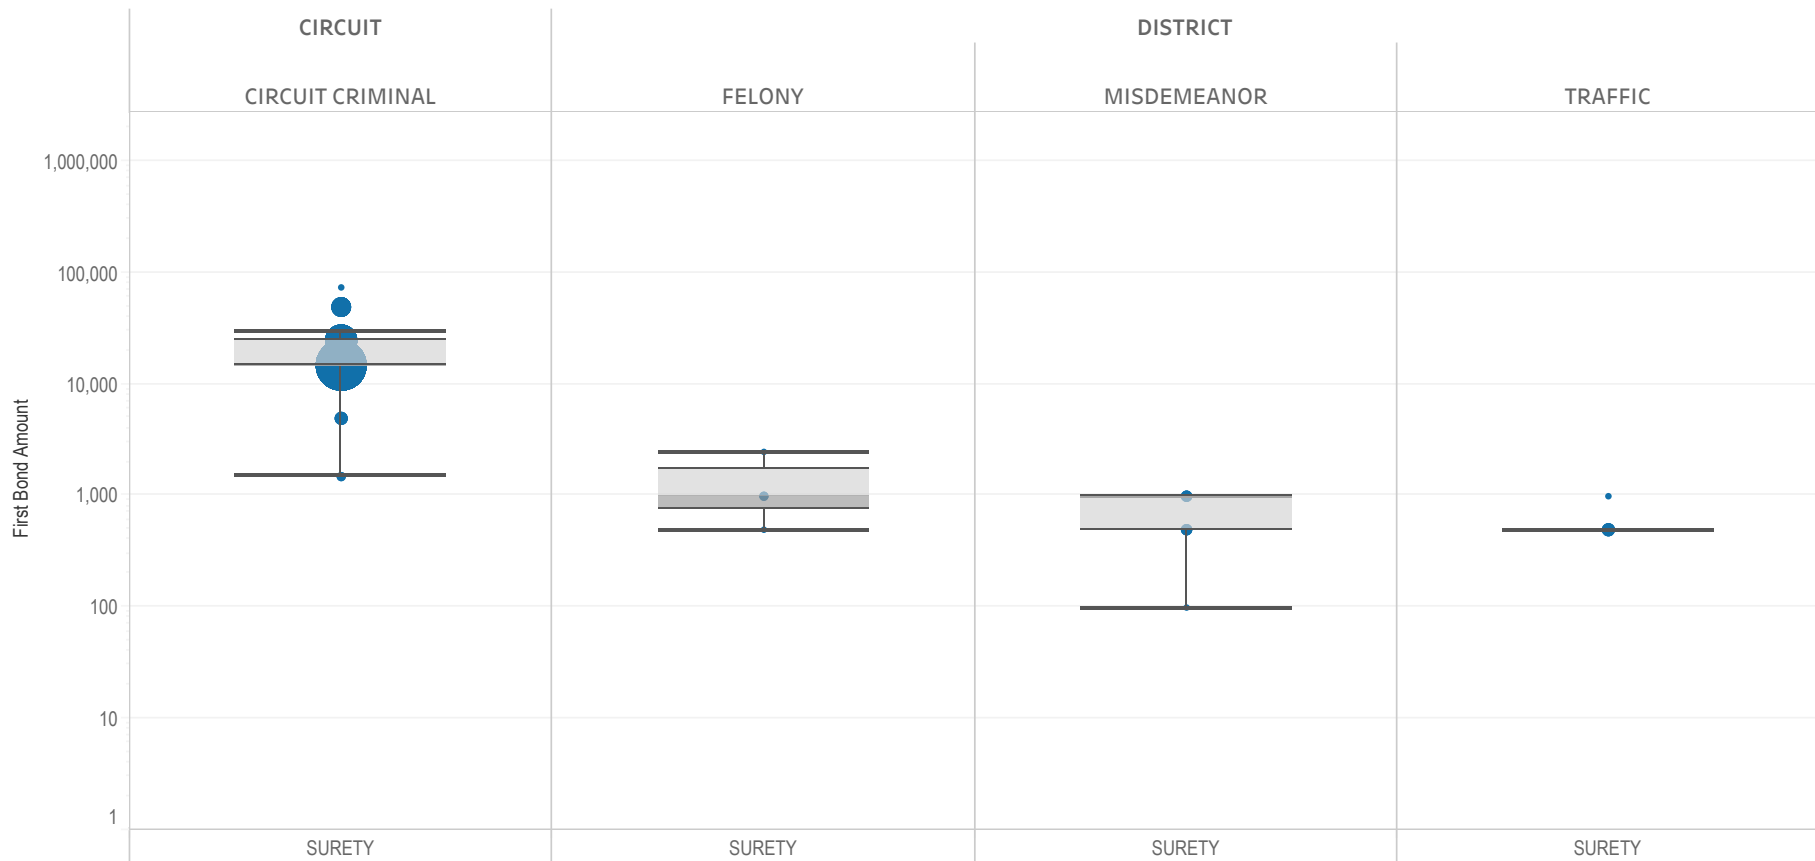 CIRCUIT
DISTRICT
CIRCUIT CRIMINAL
FELONY
MISDEMEANOR
TRAFFIC
1,000,000
100,000
10,000
1,000
100
10
1
First Bond Amount
SURETY
SURETY
SURETY
SURETY